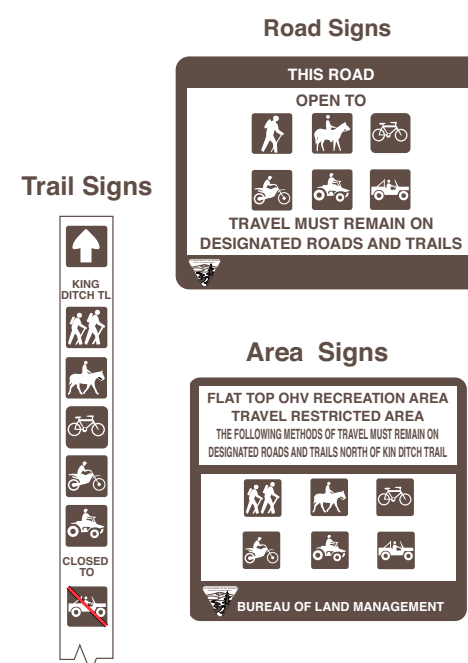 Road Signs
THIS ROAD
OPEN TO
TRAVEL MUST REMAIN ON
DESIGNATED ROADS AND TRAILS
Trail Signs
KING
DITCH TL
CLOSED
TO
Area Signs
FLAT TOP OHV RECREATION AREA
TRAVEL RESTRICTED AREA
THE FOLLOWING METHODS OF TRAVEL MUST REMAIN ON
DESIGNATED ROADS AND TRAILS NORTH OF KIN DITCH TRAIL
BUREAU OF LAND MANAGEMENT